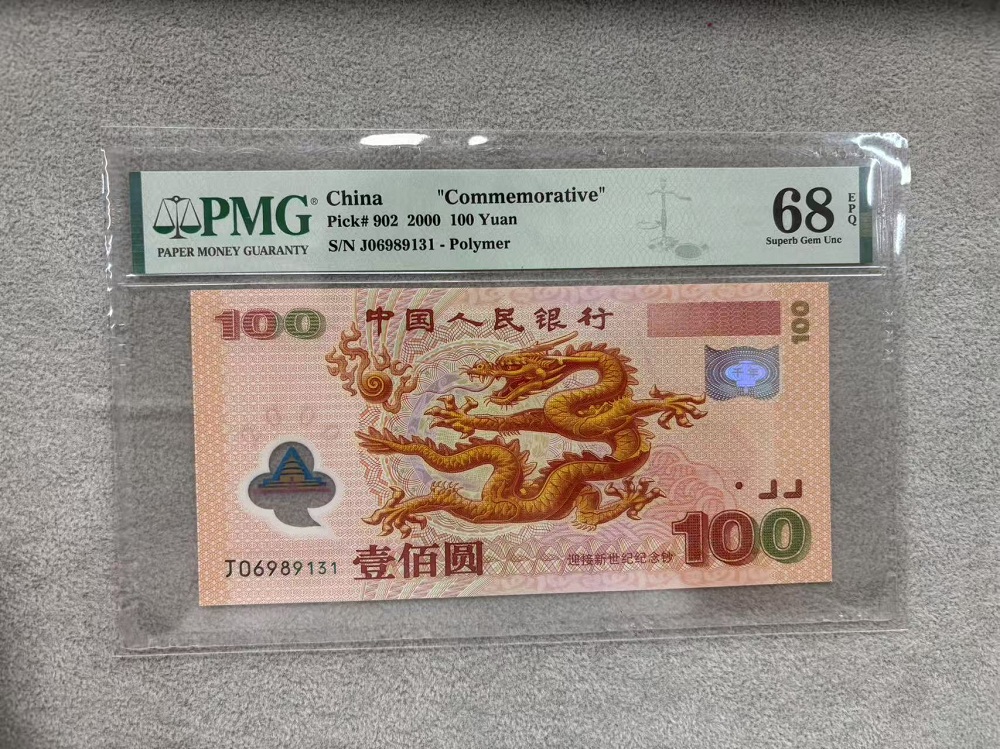 PMG®
PAPER MONEY GUARANTY
China "Commemorative"
Pick# 902 2000 100 Yuan
S/N J06989131 - Polymer
68
EPQ
Superb Gem Unc
100
中国人民银行
100
千年
J06989131
壹佰圆
迎接新世纪纪念钞
100